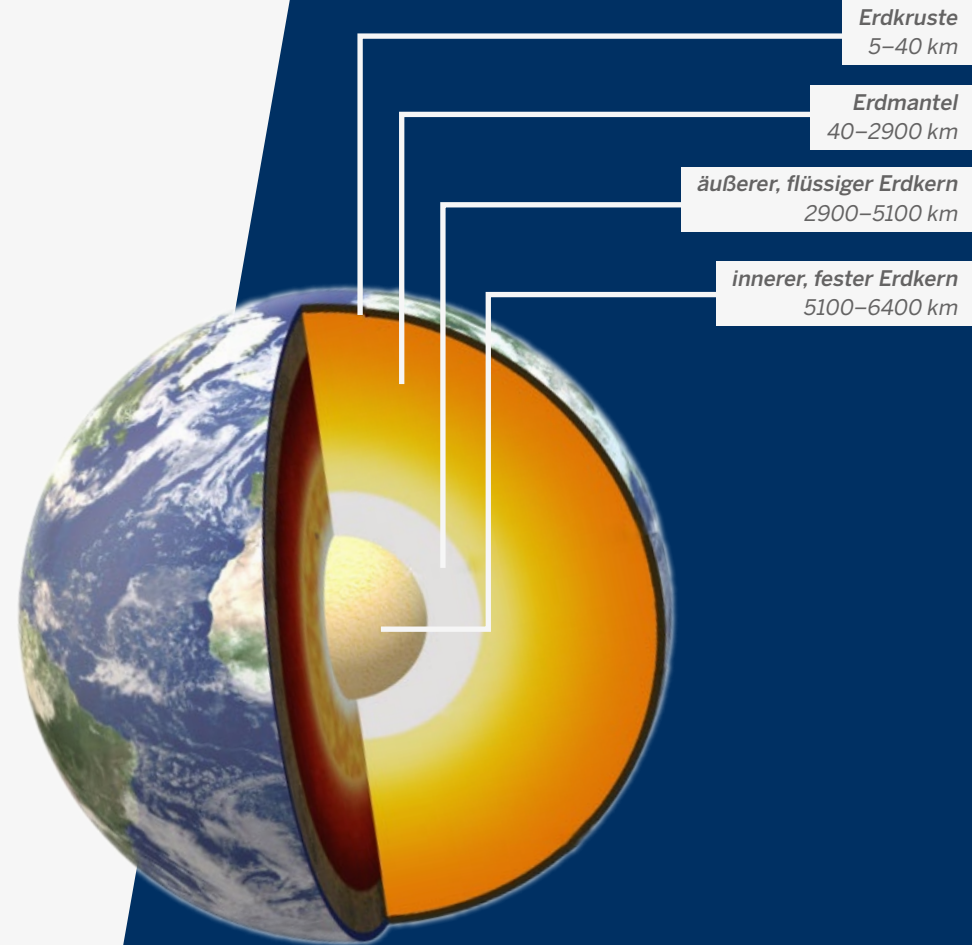 Erdkruste
5–40 km
Erdmantel
40–2900 km
äußerer, flüssiger Erdkern
2900–5100 km
innerer, fester Erdkern
5100–6400 km